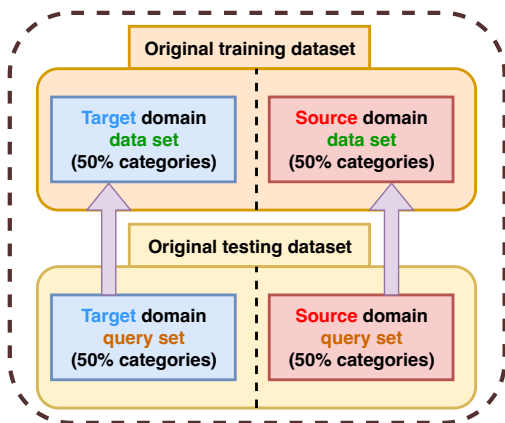 Original training dataset
Target domain
data set
(50% categories)
Source domain
data set
(50% categories)
Original testing dataset
Target domain
query set
(50% categories)
Source domain
query set
(50% categories)